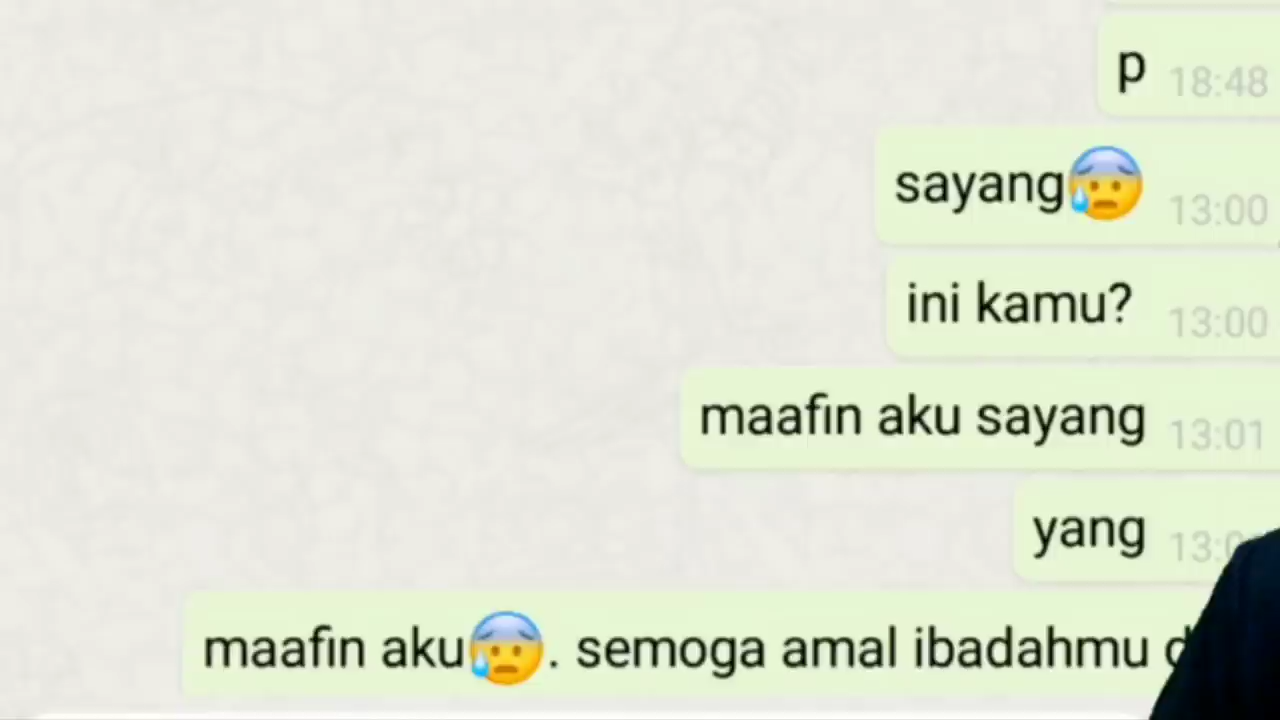 p 18:48
sayang😰 13:00
ini kamu? 13:00
maafin aku sayang 13:01
yang
maafin aku😰. semoga amal ibadahmu